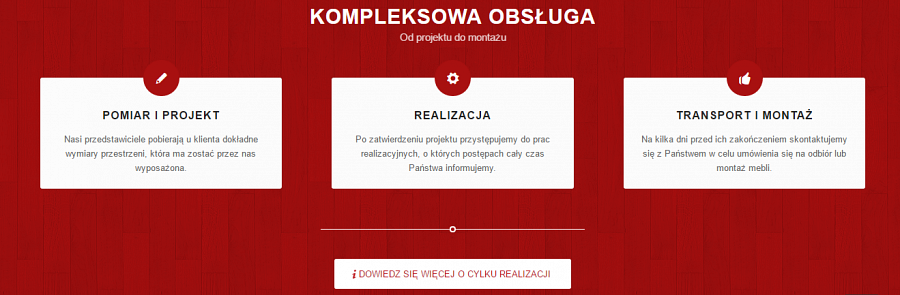 KOMPLEKSOWA OBSŁUGA
Od projektu do montażu
POMIAR I PROJEKT
Nasi przedstawiciele pobierają u klienta dokładne
wymiary przestrzeni, która ma zostać przez nas
wyposażona.
REALIZACJA
Po zatwierdzeniu projektu przystępujemy do prac
realizacyjnych, o których postępach cały czas
Państwa informujemy.
TRANSPORT I MONTAŻ
Na kilka dni przed ich zakończeniem skontaktujemy
się z Państwem w celu umówienia się na odbiór lub
montaż mebli.
DOWIEDZ SIĘ WIĘCEJ O CYLKU REALIZACJI